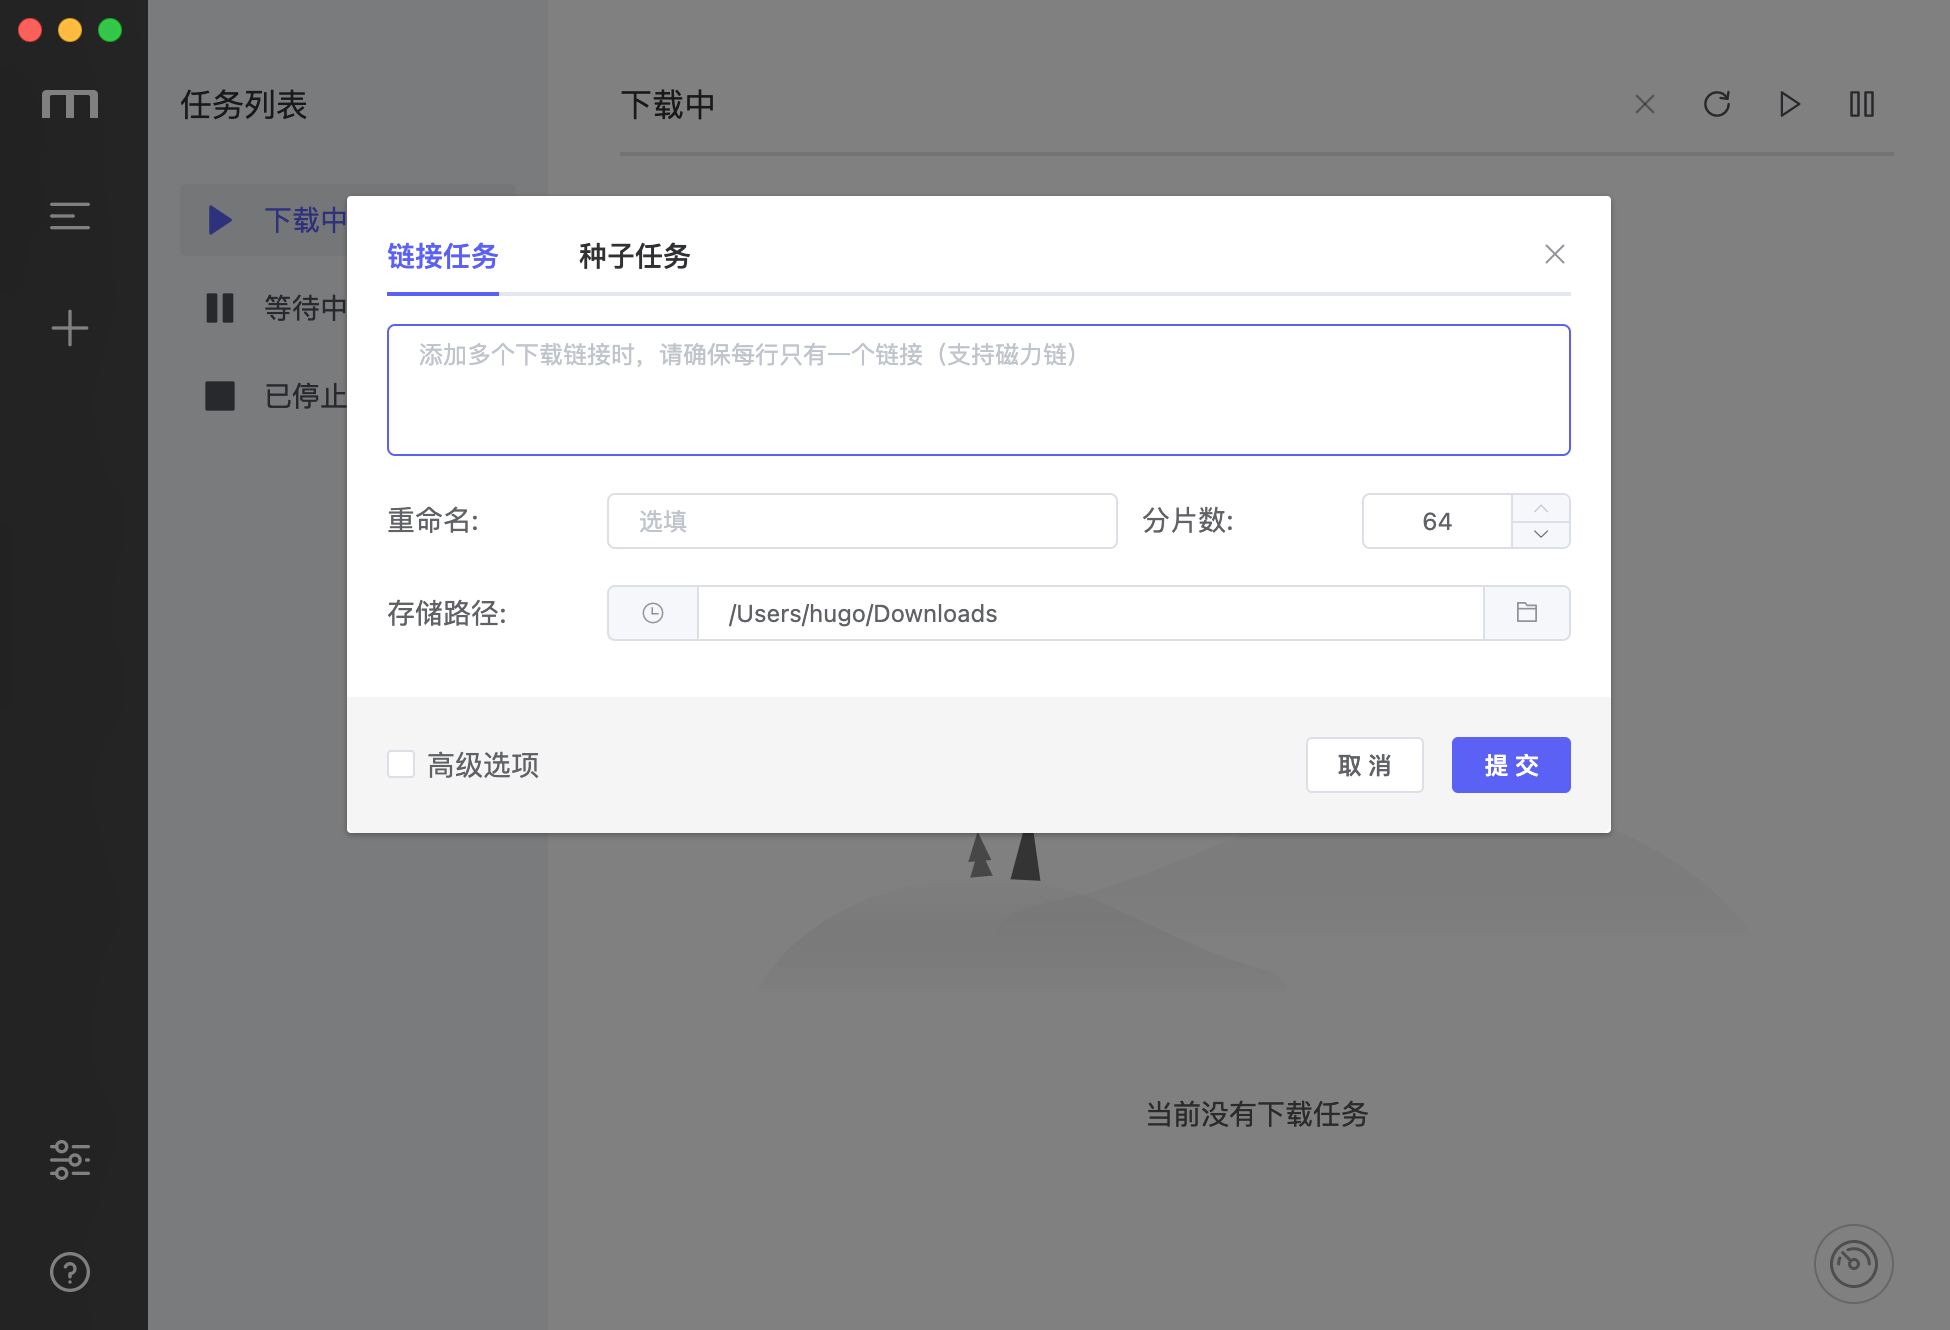 任务列表
下载中
下载中
等待中
已停止
链接任务
种子任务
添加多个下载链接时，请确保每行只有一个链接（支持磁力链）
重命名:
选填
分片数:
64
存储路径:
/Users/hugo/Downloads
高级选项
取 消
提 交
当前没有下载任务